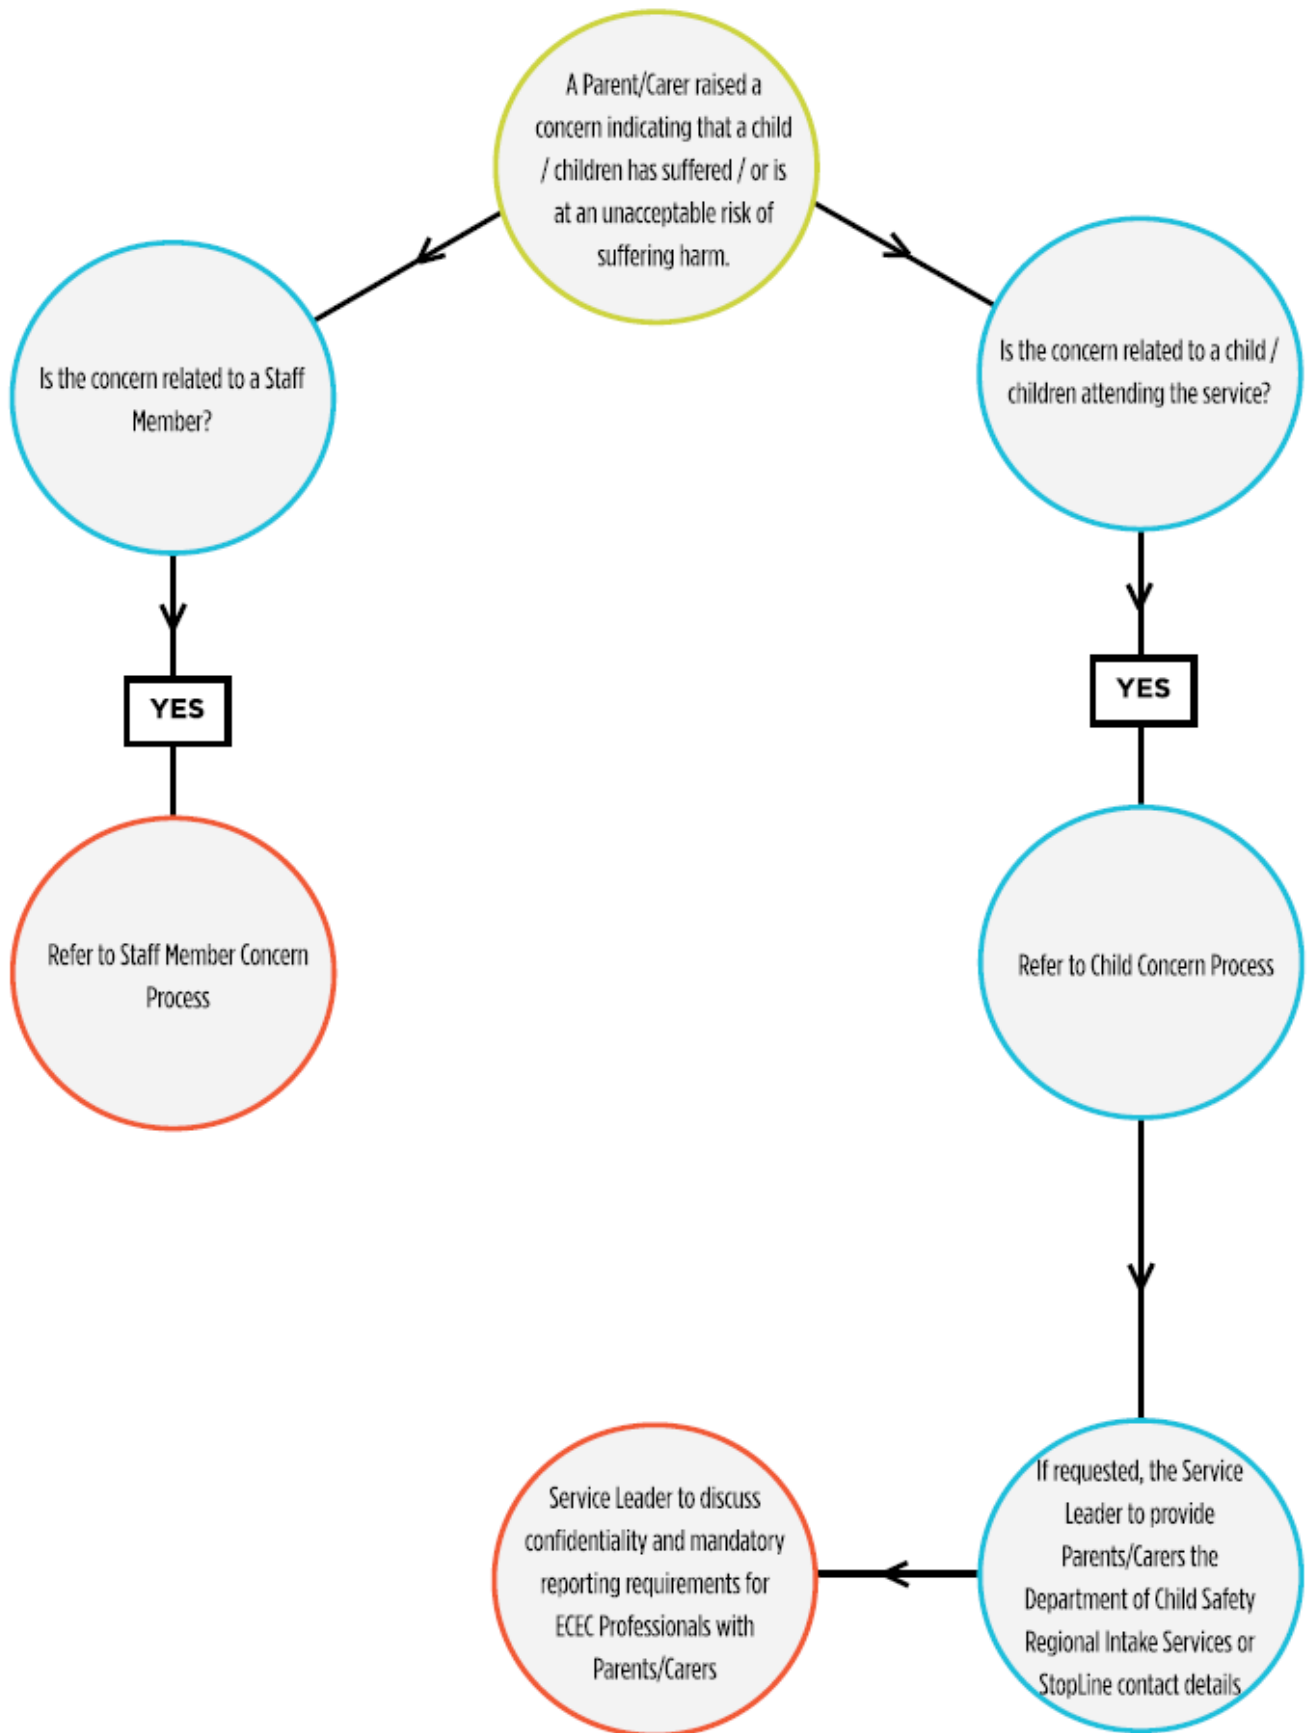 A Parent/Carer raised a
concern indicating that a child
/ children has suffered / or is
at an unacceptable risk of
suffering harm.
Is the concern related to a Staff
Member?
Is the concern related to a child /
children attending the service?
YES
YES
Refer to Staff Member Concern
Process
Refer to Child Concern Process
If requested, the Service
Leader to provide
Parents/Carers the
Department of Child Safety
Regional Intake Services or
StopLine contact details
Service Leader to discuss
confidentiality and mandatory
reporting requirements for
ECEC Professionals with
Parents/Carers